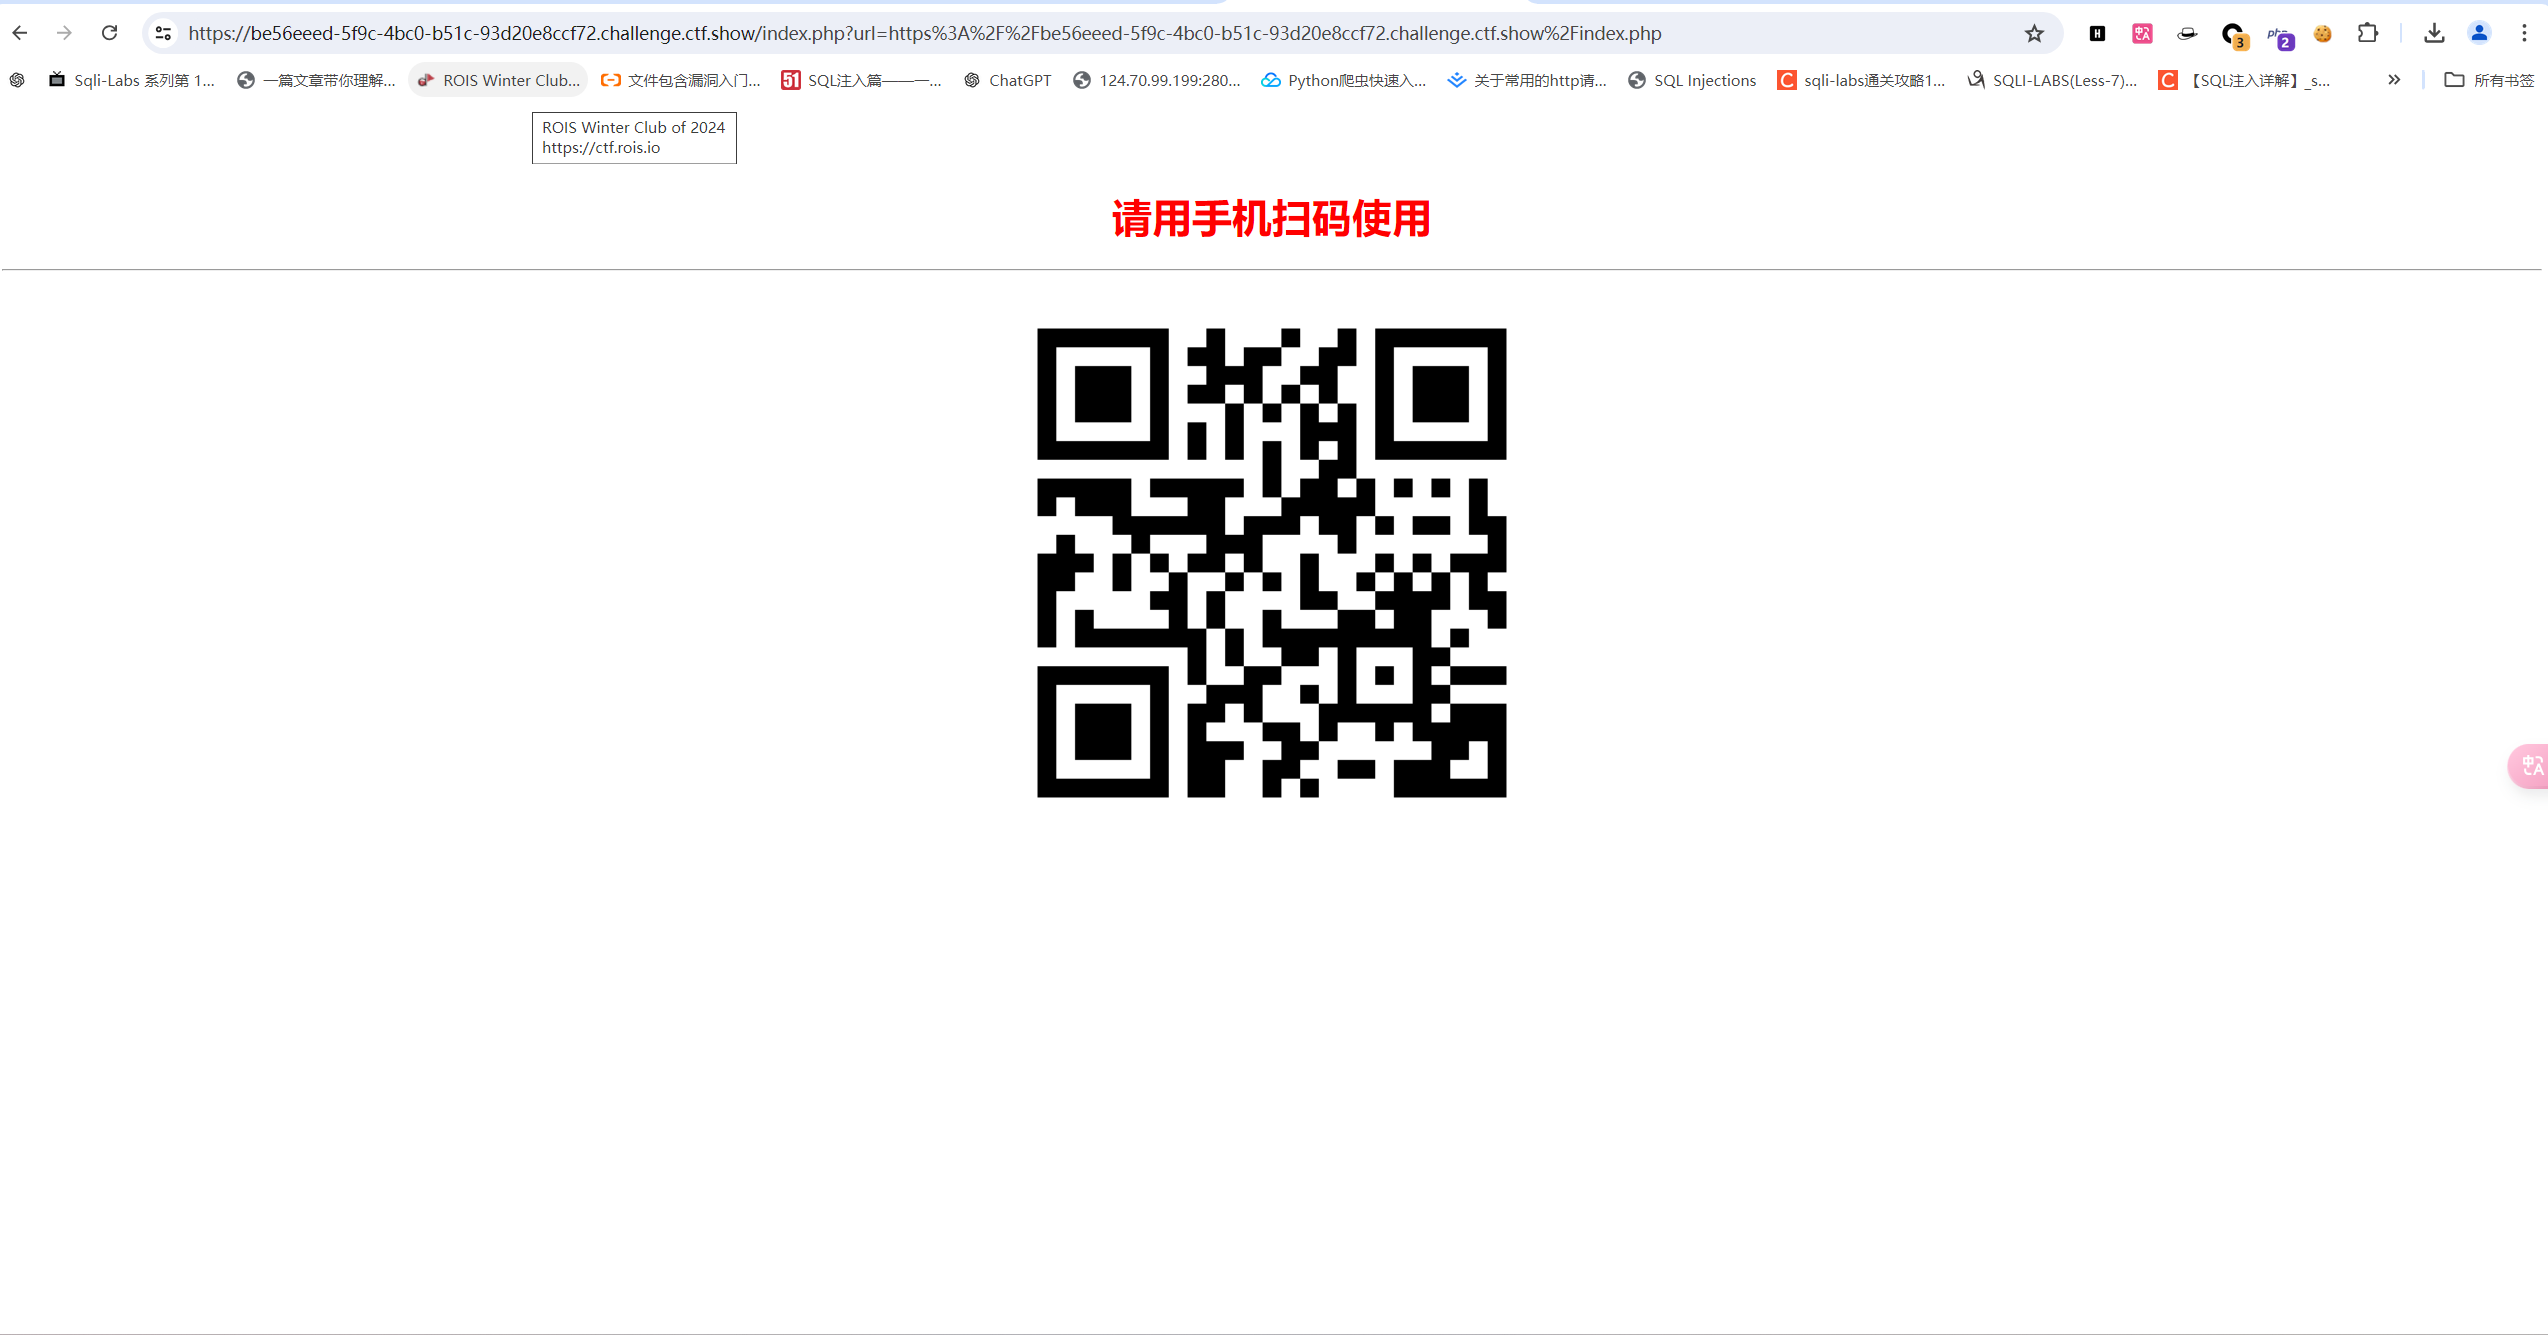 https://be56eeed-5f9c-4bc0-b51c-93d20e8ccf72.challenge.ctf.show/index.php?url=https%3A%2F%2Fbe56eeed-5f9c-4bc0-b51c-93d20e8ccf72.challenge.ctf.show%2Findex.php
Sqli-Labs 系列第 1... 一篇文章带你理解... ROIS Winter Club... 文件包含漏洞入门... 51 SQL注入篇——一... ChatGPT 124.70.99.199:280... Python爬虫快速入... 关于常用的http请... SQL Injections sqli-labs通关攻略1... SQLI-LABS(Less-7)... 【SQL注入详解】_s... » 所有书签
ROIS Winter Club of 2024
https://ctf.rois.io
请用手机扫码使用